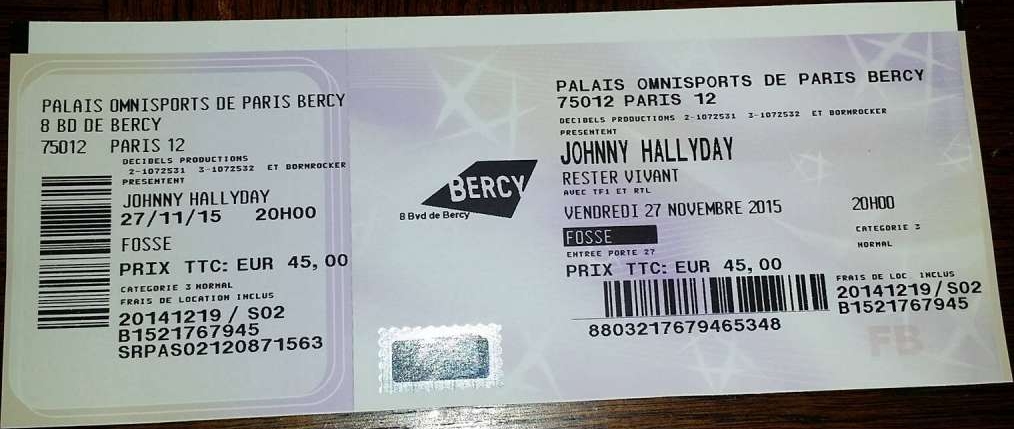 PALAIS OMNISPORTS DE PARIS BERCY
8 BD DE BERCY
75012 PARIS 12
DECIBELS PRODUCTIONS
2-1072531 3-1072532 ET BORNROCKER
PRESENTENT
JOHNNY HALLYDAY
27/11/15 20H00
FOSSE
PRIX TTC: EUR 45,00
CATEGORIE 3 NORMAL
FRAIS DE LOCATION INCLUS
20141219 / S02
B1521767945
SRPAS02120871563
BERCY
8 Bvd de Bercy
PALAIS OMNISPORTS DE PARIS BERCY
75012 PARIS 12
DECIBELS PRODUCTIONS 2-1072531 3-1072532 ET BORNROCKER
PRESENTENT
JOHNNY HALLYDAY
RESTER VIVANT
AVEC TF1 ET RTL
VENDREDI 27 NOVEMBRE 2015 20H00
FOSSE CATEGORIE 3
ENTREE PORTE 27 NORMAL
PRIX TTC: EUR 45,00
FRAIS DE LOC INCLUS
20141219 / S02
B1521767945
8803217679465348
FB